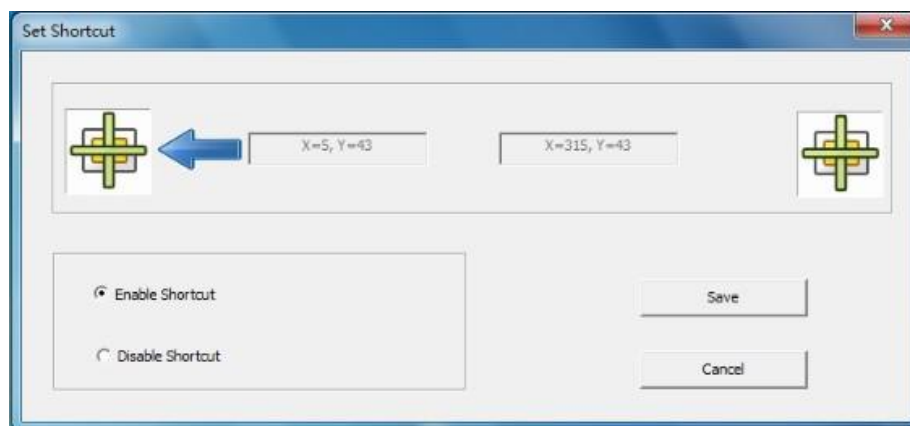 Set Shortcut
X=5, Y=43
X=315, Y=43
Enable Shortcut
Save
Disable Shortcut
Cancel